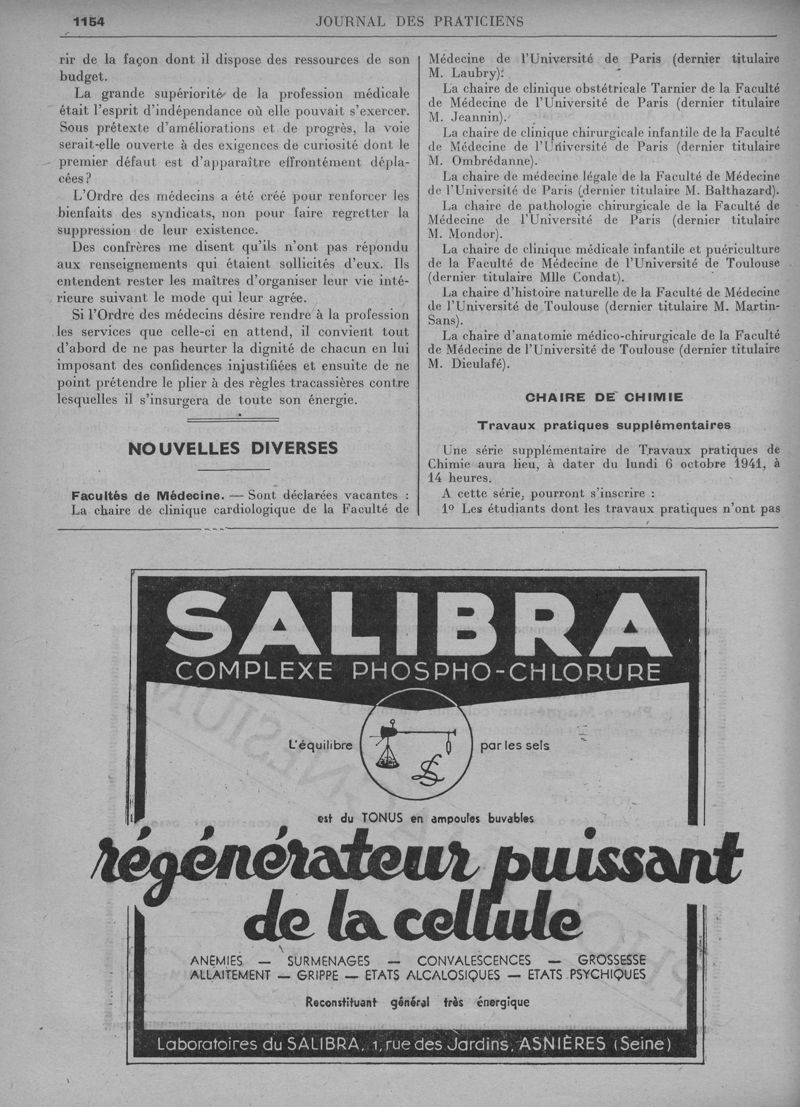 1154
JOURNAL DES PRATICIENS
rir de la façon dont il dispose des ressources de son
budget.
La grande supériorité de la profession médicale
était l'esprit d'indépendance où elle pouvait s'exercer.
Sous prétexte d'améliorations et de progrès, la voie
serait-elle ouverte à des exigences de curiosité dont le
premier défaut est d'apparaître effrontément dépla-
cées ?
L'Ordre des médecins a été créé pour renforcer les
bienfaits des syndicats, non pour faire regretter la
suppression de leur existence.
Des confrères me disent qu'ils n'ont pas répondu
aux renseignements qui étaient sollicités d'eux. Ils
entendent rester les maîtres d'organiser leur vie inté-
rieure suivant le mode qui leur agrée.
Si l'Ordre des médecins désire rendre à la profession
les services que celle-ci en attend, il convient tout
d'abord de ne pas heurter la dignité de chacun en lui
imposant des confidences injustifiées et ensuite de ne
point prétendre le plier à des règles tracassières contre
lesquelles il s'insurgera de toute son énergie.
NOUVELLES DIVERSES
Facultés de Médecine. — Sont déclarées vacantes :
La chaire de clinique cardiologique de la Faculté de
Médecine de l'Université de Paris (dernier titulaire
M. Laubry).
La chaire de clinique obstétricale Tarnier de la Faculté
de Médecine de l'Université de Paris (dernier titulaire
M. Jeannin).
La chaire de clinique chirurgicale infantile de la Faculté
de Médecine de l'Université de Paris (dernier titulaire
M. Ombrédanne).
La chaire de médecine légale de la Faculté de Médecine
de l'Université de Paris (dernier titulaire M. Balthazard).
La chaire de pathologie chirurgicale de la Faculté de
Médecine de l'Université de Paris (dernier titulaire
M. Mondor).
La chaire de clinique médicale infantile et puériculture
de la Faculté de Médecine de l'Université de Toulouse
(dernier titulaire Mlle Condat).
La chaire d'histoire naturelle de la Faculté de Médecine
de l'Université de Toulouse (dernier titulaire M. Martin-
Sans).
La chaire d'anatomie médico-chirurgicale de la Faculté
de Médecine de l'Université de Toulouse (dernier titulaire
M. Dieulafé).
CHAIRE DE CHIMIE
Travaux pratiques supplémentaires
Une série supplémentaire de Travaux pratiques de
Chimie aura lieu, à dater du lundi 6 octobre 1941, à
14 heures.
A cette série, pourront s'inscrire :
1º Les étudiants dont les travaux pratiques n'ont pas
SALIBRA
COMPLEXE PHOSPHO-CHLORURE
L'équilibre par les sels
est du TONUS en ampoules buvables
régénérateur puissant
de la cellule
ANEMIES — SURMENAGES — CONVALESCENCES — GROSSESSE
ALLAITEMENT — GRIPPE — ETATS ALCALOSIQUES — ETATS PSYCHIQUES
Reconstituant général très énergique
Laboratoires du SALIBRA, 1, rue des Jardins, ASNIÈRES (Seine)